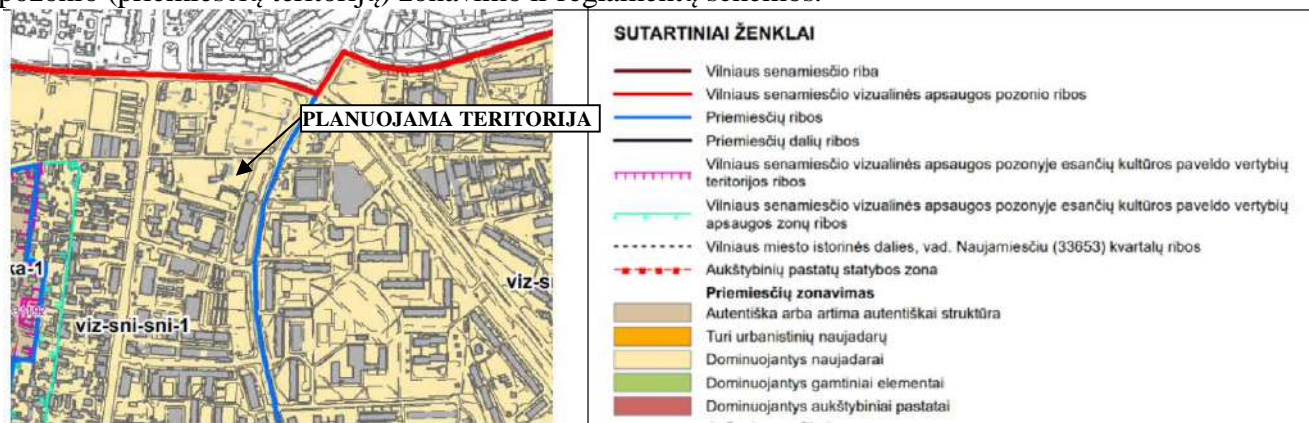 pozonio (priemiesčių teritorijų) zonavimo ir reglamentų schemos.
PLANUOJAMA TERITORIJA
viz-sni-sni-1
SUTARTINIAI ŽENKLAI
Vilniaus senamiesčio riba
Vilniaus senamiesčio vizualinės apsaugos pozonio ribos
Priemiesčių ribos
Priemiesčių dalių ribos
Vilniaus senamiesčio vizualinės apsaugos pozonyje esančių kultūros paveldo vertybių
teritorijos ribos
Vilniaus senamiesčio vizualinės apsaugos pozonyje esančių kultūros paveldo vertybių
apsaugos zonų ribos
Vilniaus miesto istorinės dalies, vad. Naujamiesčiu (33653) kvartalų ribos
Aukštybinių pastatų statybos zona
Priemiesčių zonavimas
Autentiška arba artima autentiškai struktūra
Turi urbanistinių naujadarų
Dominuojantys naujadarai
Dominuojantys gamtiniai elementai
Dominuojantys aukštybiniai pastatai